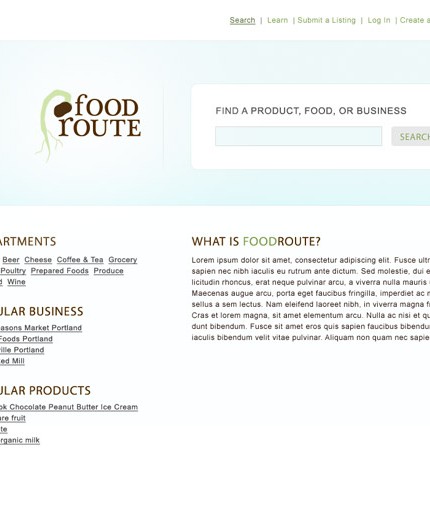 Search | Learn | Submit a Listing | Log In | Create a
food
ROUTE
FIND A PRODUCT, FOOD, OR BUSINESS
SEARCH
ARTMENTS
Beer Cheese Coffee & Tea Grocery
Poultry Prepared Foods Produce
d Wine
ULAR BUSINESS
asons Market Portland
Foods Portland
ville Portland
ed Mill
ULAR PRODUCTS
ok Chocolate Peanut Butter Ice Cream
ure fruit
te
organic milk
WHAT IS FOODROUTE?
Lorem ipsum dolor sit amet, consectetur adipiscing elit. Fusce ultr
sapien nec nibh iaculis eu rutrum ante dictum. Sed molestie, dui e
licitudin rhoncus, erat neque pulvinar arcu, a viverra nulla mauris
Maecenas augue arcu, porta eget faucibus fringilla, imperdiet ac r
sellus a sem lectus. Nam eleifend laoreet nibh, in viverra magna f
Cras et lorem magna, sit amet elementum arcu. Nulla ac nisi et qu
dunt bibendum. Fusce sit amet eros quis sapien faucibus bibendu
iaculis bibendum velit vitae pulvinar. Aliquam non quam nec sapie